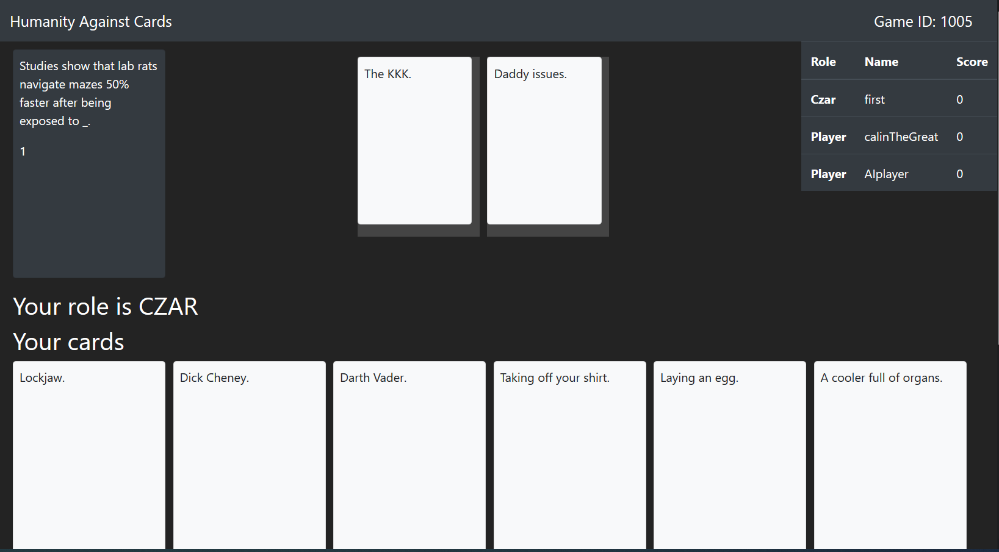 Humanity Against Cards
Game ID: 1005
Studies show that lab rats
navigate mazes 50%
faster after being
exposed to _.
1
The KKK.
Daddy issues.
Role Name Score
Czar first 0
Player calinTheGreat 0
Player AIplayer 0
Your role is CZAR
Your cards
Lockjaw.
Dick Cheney.
Darth Vader.
Taking off your shirt.
Laying an egg.
A cooler full of organs.